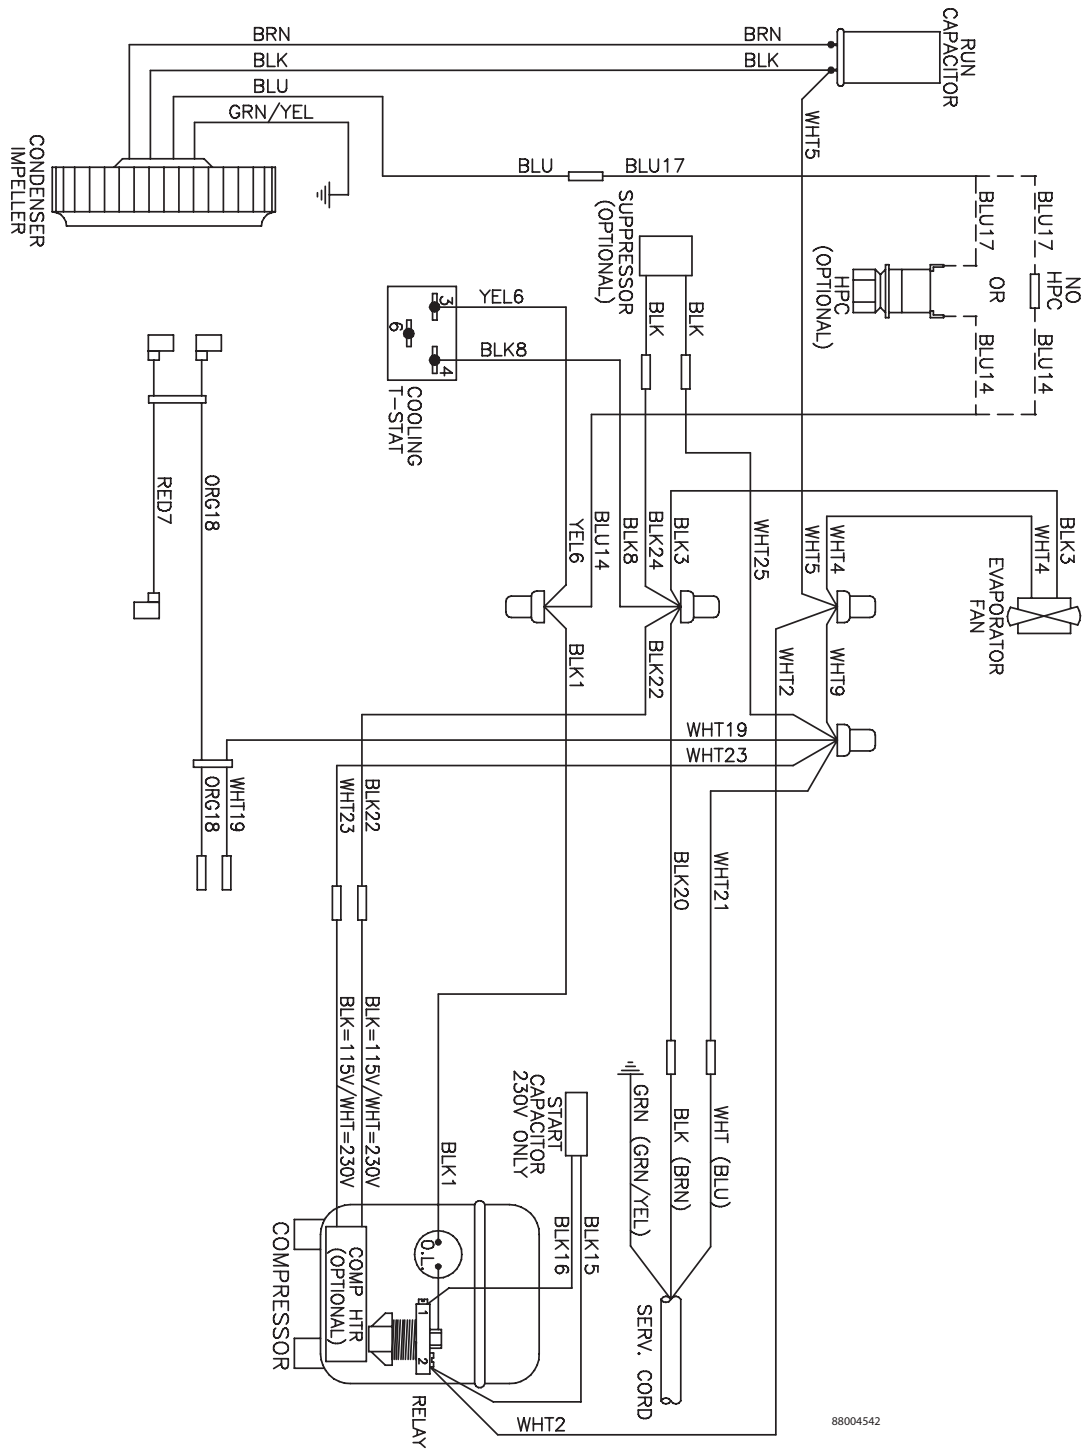 BRN
BLK
BLU
GRN/YEL
BRN
BLK
RUN
CAPACITOR
WHT5
CONDENSER
IMPELLER
BLU
BLU17
SUPPRESSOR
(OPTIONAL)
BLK
BLK
BLU17
BLU17
NO
HPC
OR
HPC
(OPTIONAL)
BLU14
BLU14
YEL6
BLK8
3
6
4
COOLING
T-STAT
RED7
ORG18
YEL6
BLU14
BLK8
BLK24
BLK3
WHT25
WHT5
WHT4
WHT4
BLK3
EVAPORATOR
FAN
BLK1
BLK22
WHT2
WHT9
WHT19
WHT23
ORG18
WHT19
WHT23
BLK22
BLK20
WHT21
BLK=115V/WHT=230V
BLK=115V/WHT=230V
BLK1
START
CAPACITOR
230V ONLY
BLK16
BLK15
GRN (GRN/YEL)
BLK (BRN)
WHT (BLU)
SERV. CORD
O.L.
1
2
COMP HTR
(OPTIONAL)
COMPRESSOR
RELAY
WHT2
88004542